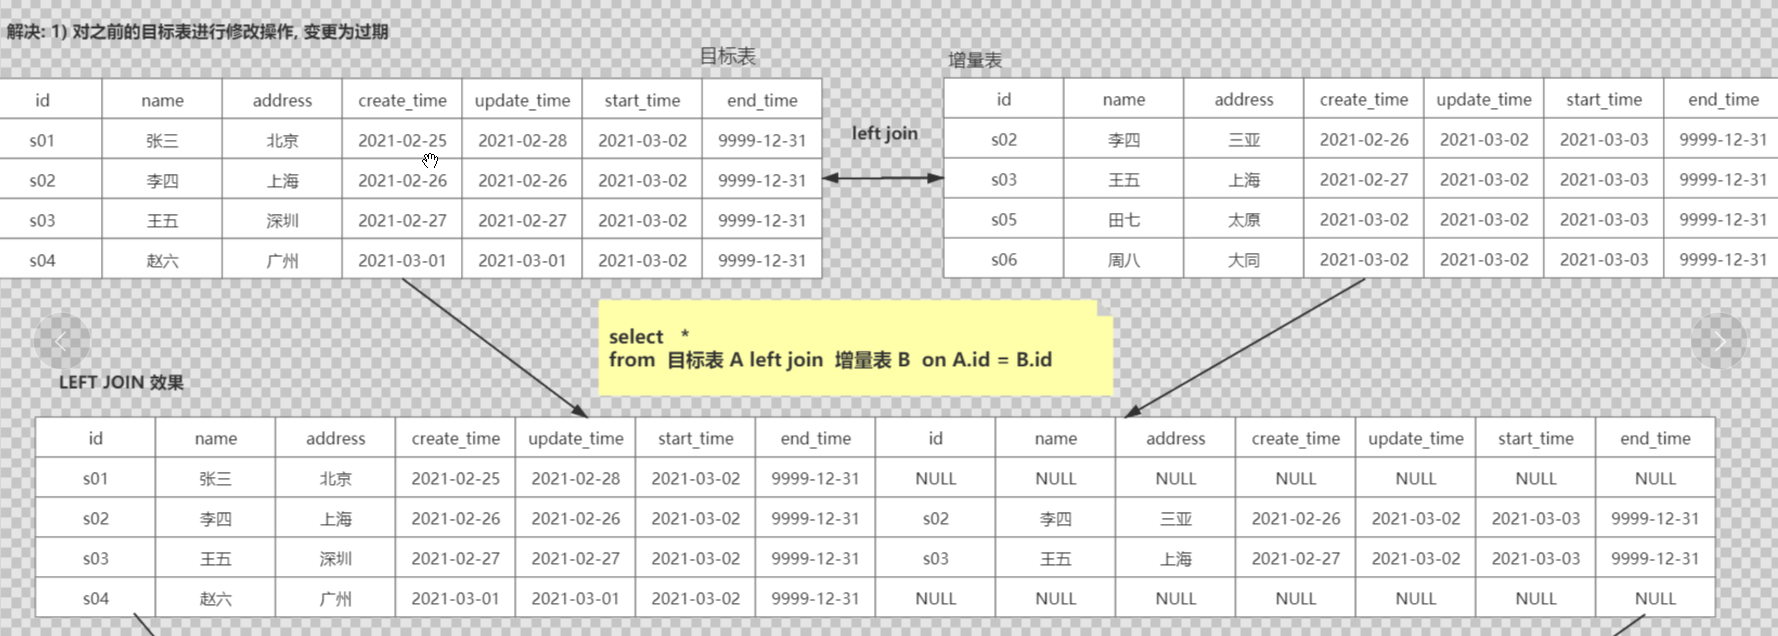 解决: 1) 对之前的目标表进行修改操作, 变更为过期
目标表
id name address create_time update_time start_time end_time
s01 张三 北京 2021-02-25 2021-02-28 2021-03-02 9999-12-31
s02 李四 上海 2021-02-26 2021-02-26 2021-03-02 9999-12-31
s03 王五 深圳 2021-02-27 2021-02-27 2021-03-02 9999-12-31
s04 赵六 广州 2021-03-01 2021-03-01 2021-03-02 9999-12-31
left join
增量表
id name address create_time update_time start_time end_time
s02 李四 三亚 2021-02-26 2021-03-02 2021-03-03 9999-12-31
s03 王五 上海 2021-02-27 2021-03-02 2021-03-03 9999-12-31
s05 田七 太原 2021-03-02 2021-03-02 2021-03-03 9999-12-31
s06 周八 大同 2021-03-02 2021-03-02 2021-03-03 9999-12-31
select *
from 目标表 A left join 增量表 B on A.id = B.id
LEFT JOIN 效果
id name address create_time update_time start_time end_time id name address create_time update_time start_time end_time
s01 张三 北京 2021-02-25 2021-02-28 2021-03-02 9999-12-31 NULL NULL NULL NULL NULL NULL NULL
s02 李四 上海 2021-02-26 2021-02-26 2021-03-02 9999-12-31 s02 李四 三亚 2021-02-26 2021-03-02 2021-03-03 9999-12-31
s03 王五 深圳 2021-02-27 2021-02-27 2021-03-02 9999-12-31 s03 王五 上海 2021-02-27 2021-03-02 2021-03-03 9999-12-31
s04 赵六 广州 2021-03-01 2021-03-01 2021-03-02 9999-12-31 NULL NULL NULL NULL NULL NULL NULL